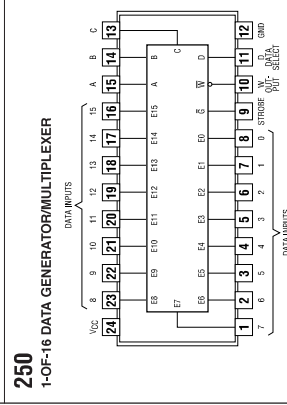 250
1-OF-16 DATA GENERATOR/MULTIPLEXER
DATA INPUTS
VCC 8 9 10 11 12 13 14 15 A B C
24 23 22 21 20 19 18 17 16 15 14 13
E8 E9 E10 E11 E12 E13 E14 E15 A B
E7 C
E6 E5 E4 E3 E2 E1 E0 G W D
1 2 3 4 5 6 7 8 9 10 11 12
7 6 5 4 3 2 1 0 STROBE W OUT-PUT D DATA SELECT GND
DATA INPUTS